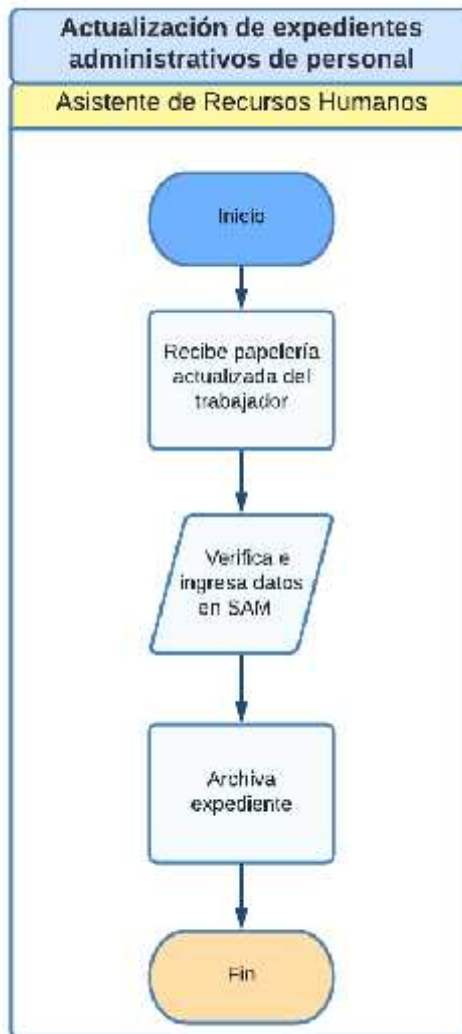 Actualización de expedientes
administrativos de personal
Asistente de Recursos Humanos
Inicio
Recibe papelería
actualizada del
trabajador
Verifica e
ingresa datos
en SAM
Archiva
expediente
Fin